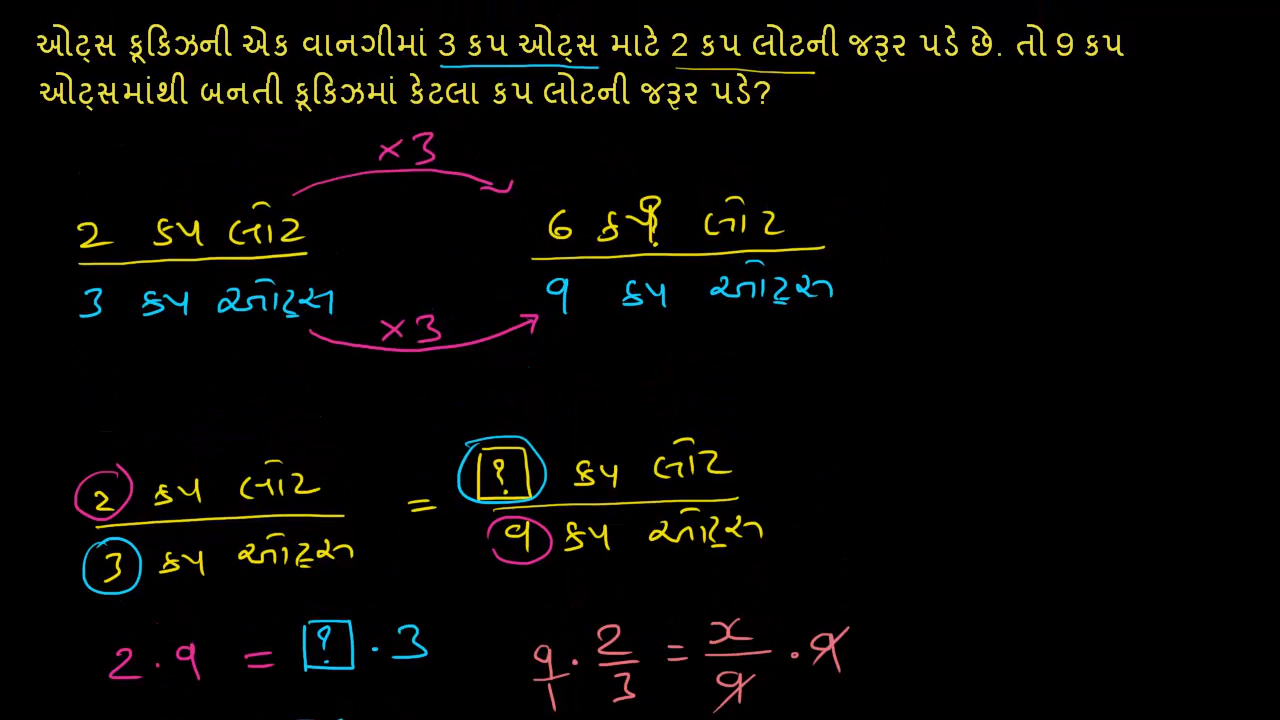 ઓટ્સ કૂકિઝની એક વાનગીમાં 3 કપ ઓટ્સ માટે 2 કપ લોટની જરૂર પડે છે. તો 9 કપ
ઓટ્સમાંથી બનતી કૂકિઝમાં કેટલા કપ લોટની જરૂર પડે?
×3
2 કપ લોટ
6 કપ લોટ
3 કપ ઓટ્સ
9 કપ ઓટ્સ
×3
2 કપ લોટ = ? કપ લોટ
3 કપ ઓટ્સ
9 કપ ઓટ્સ
2 · 9 = ? · 3
9/1 · 2/3 = x/9 · 9